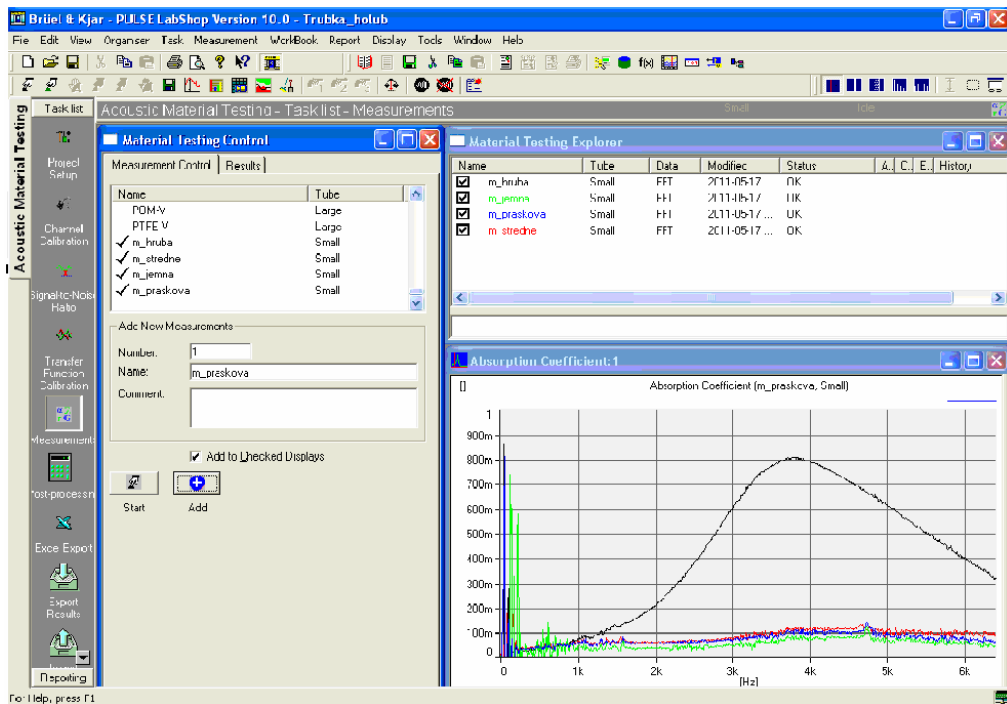 Brüel & Kjær - PULSE LabShop Version 10.0 - Trubka_holub
File Edit View Organiser Task Measurement WorkBook Report Display Tools Window Help
Acoustic Material Testing
Task list
Project
Setup
Channel
Calibration
Signal-to-Noise
Ratio
Transfer
Function
Calibration
Measurements
Post-processin
Excel Export
Export
Results
Reporting
Acoustic Material Testing - Task list - Measurements
Small
Idle
Material Testing Control
Measurement Control Results
Name Tube
POM-V Large
PTFE V Large
m_hruba Small
m_stredne Small
m_jemna Small
m_praskova Small
Add New Measurements
Number: 1
Name: m_praskova
Comment:
Add to Checked Displays
Start Add
Material Testing Explorer
Name Tube Data Modified Status A.. C.. E.. History
m_hruba Small FFT 2011-05-17 OK
m_jemna Small FFT 2011-05-17 OK
m_praskova Small FFT 2011-05-17 ... OK
m_stredne Small FFT 2011-05-17 ... OK
Absorption Coefficient:1
[] Absorption Coefficient (m_praskova, Small)
1
900m
800m
700m
600m
500m
400m
300m
200m
100m
0
0 1k 2k 3k 4k 5k 6k
[Hz]
For Help, press F1